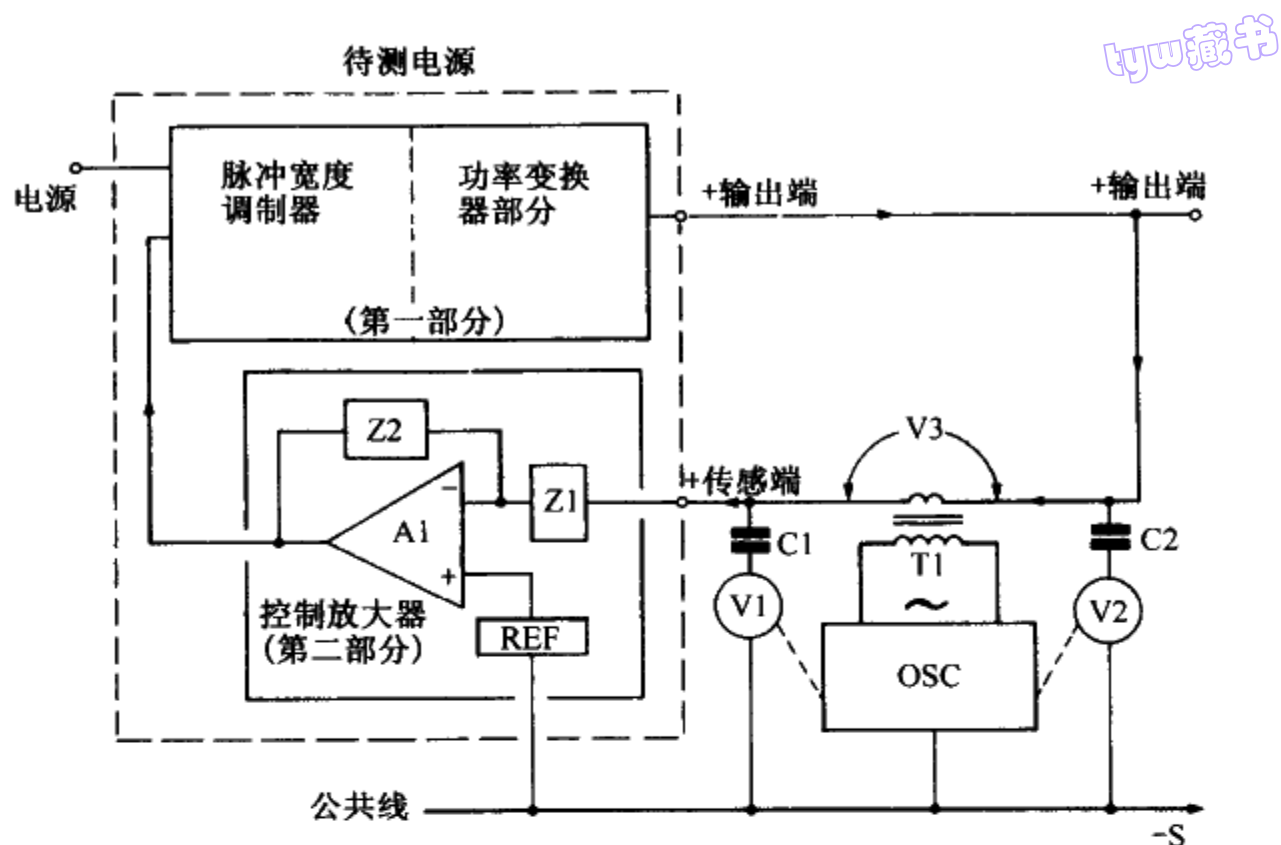 tyw藏书
待测电源
电源
脉冲宽度
调制器
功率变换
器部分
(第一部分)
+输出端
+输出端
Z2
A1
−
+
Z1
REF
控制放大器
(第二部分)
+传感端
V3
C1
V1
T1
~
OSC
C2
V2
公共线
-S